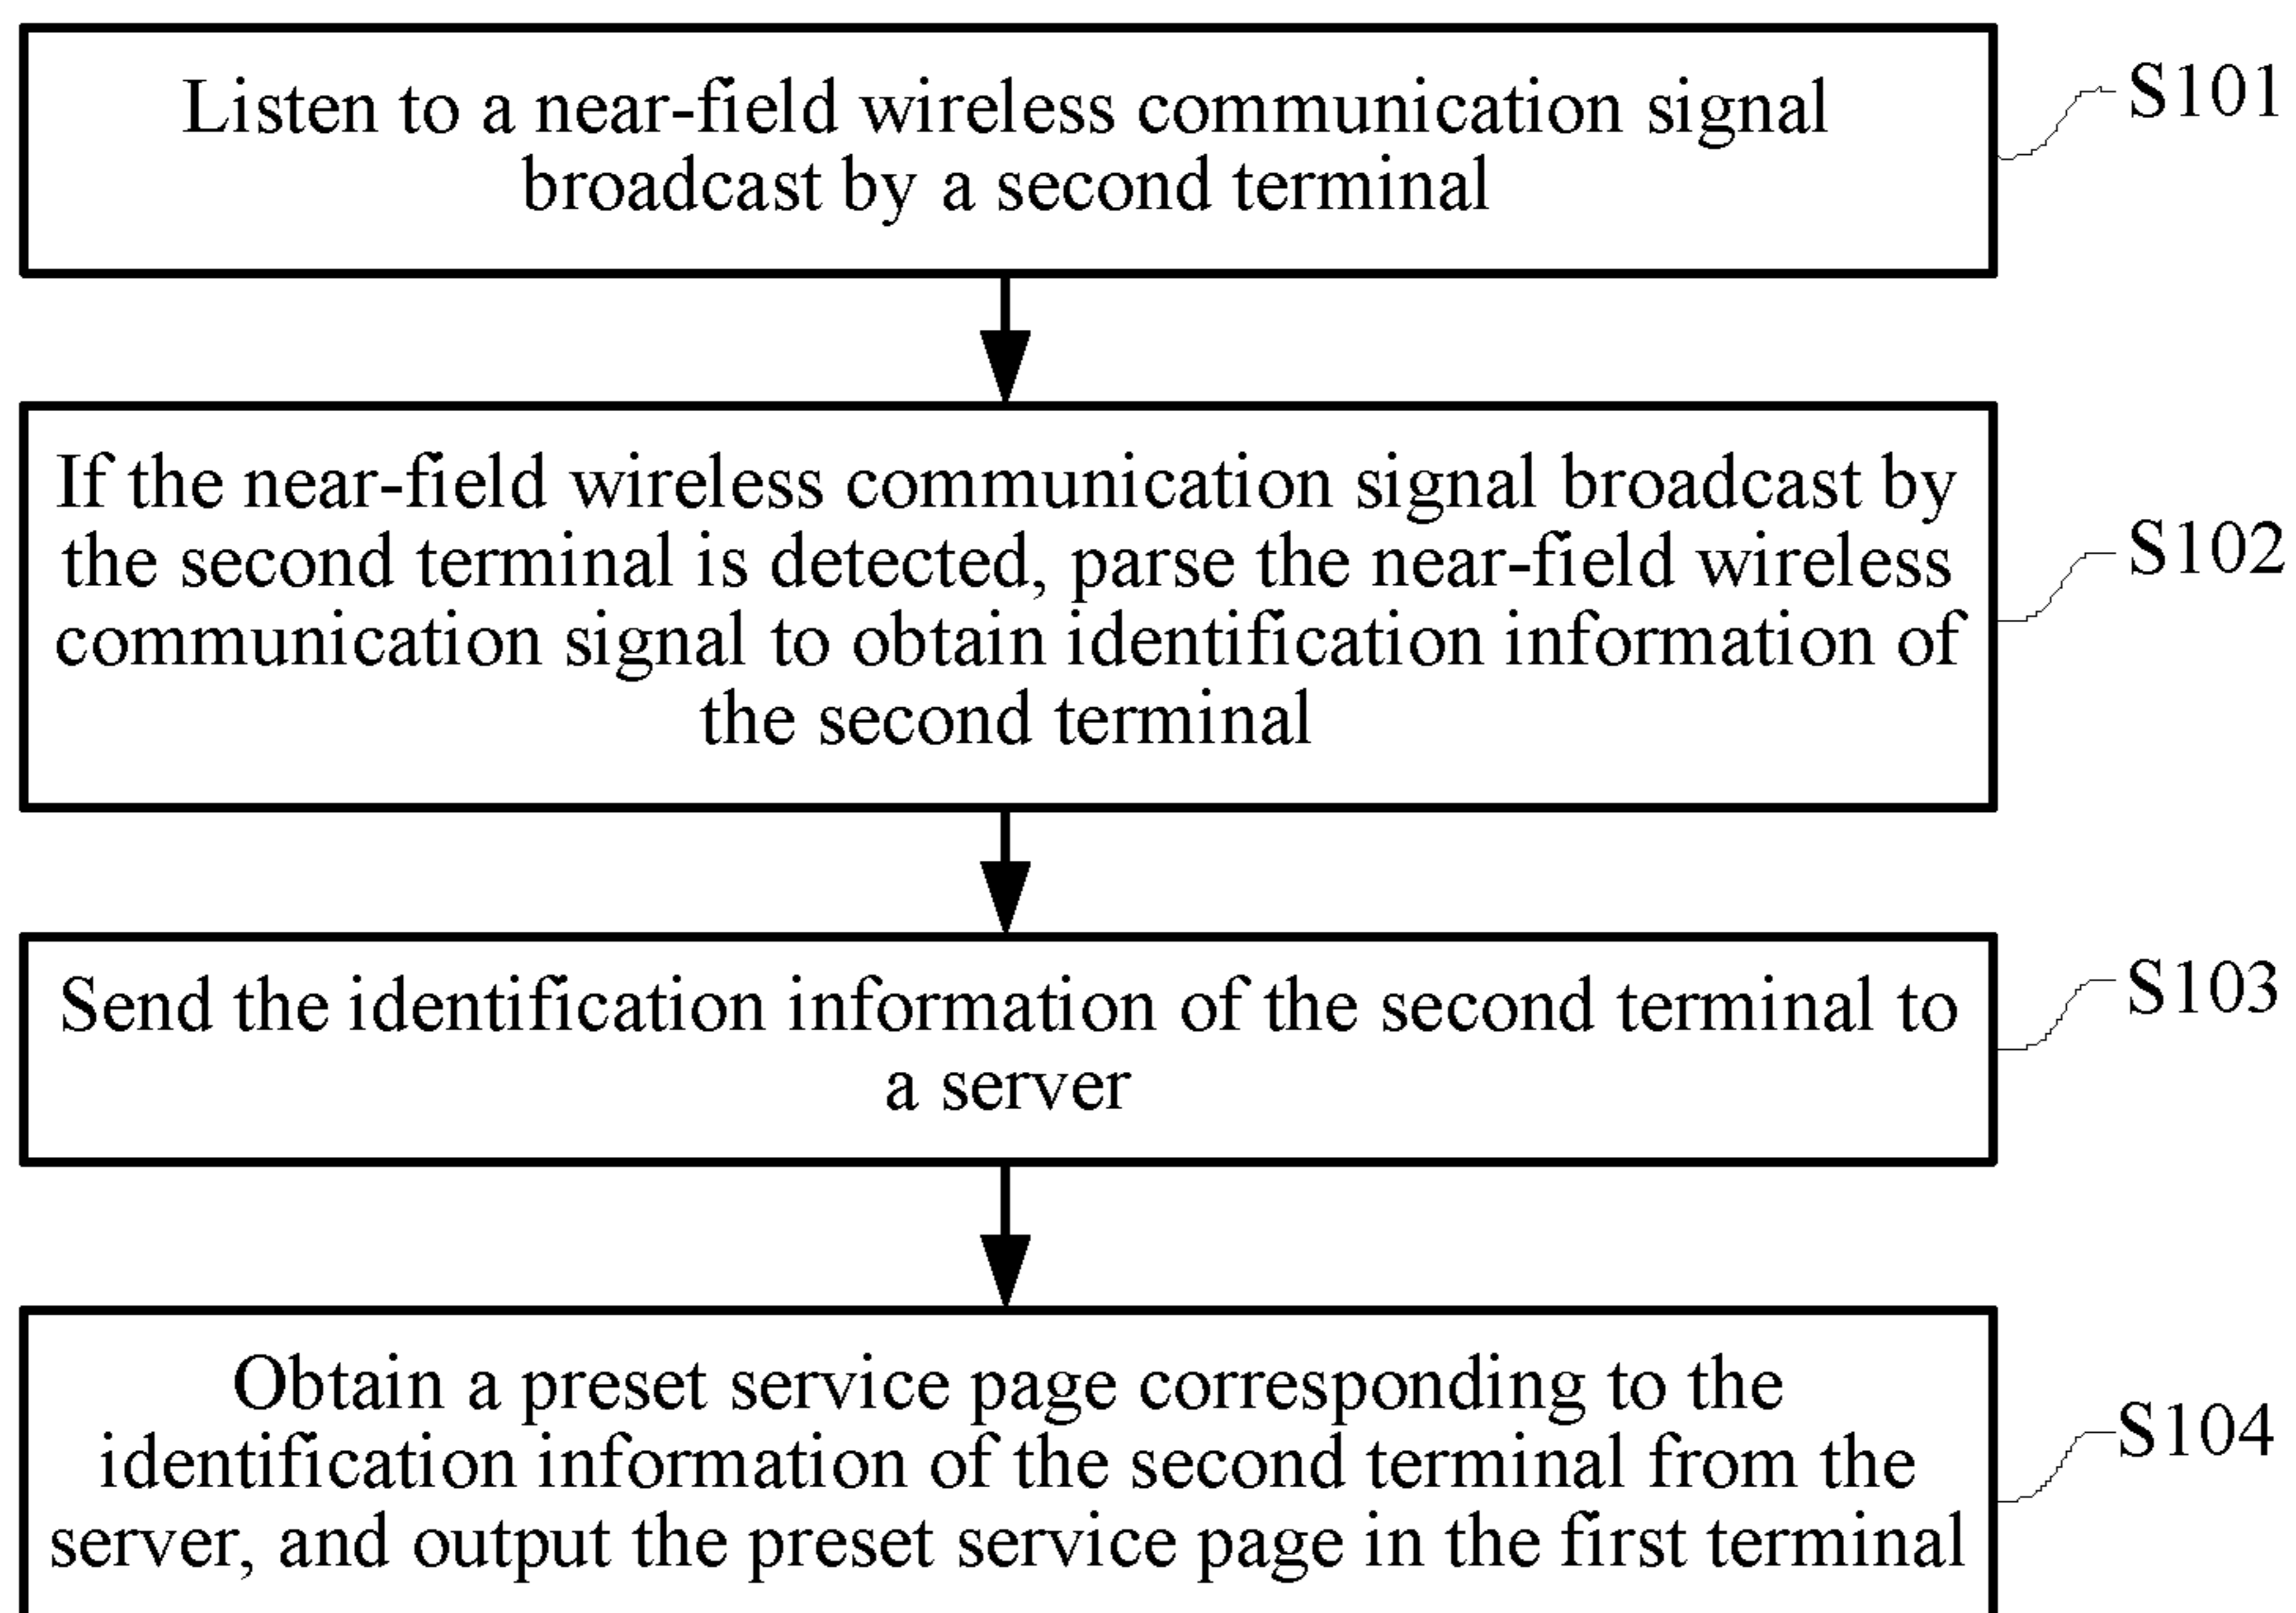 Listen to a near-field wireless communication signal
broadcast by a second terminal
S101
If the near-field wireless communication signal broadcast by
the second terminal is detected, parse the near-field wireless
communication signal to obtain identification information of
the second terminal
S102
Send the identification information of the second terminal to
a server
S103
Obtain a preset service page corresponding to the
identification information of the second terminal from the
server, and output the preset service page in the first terminal
S104